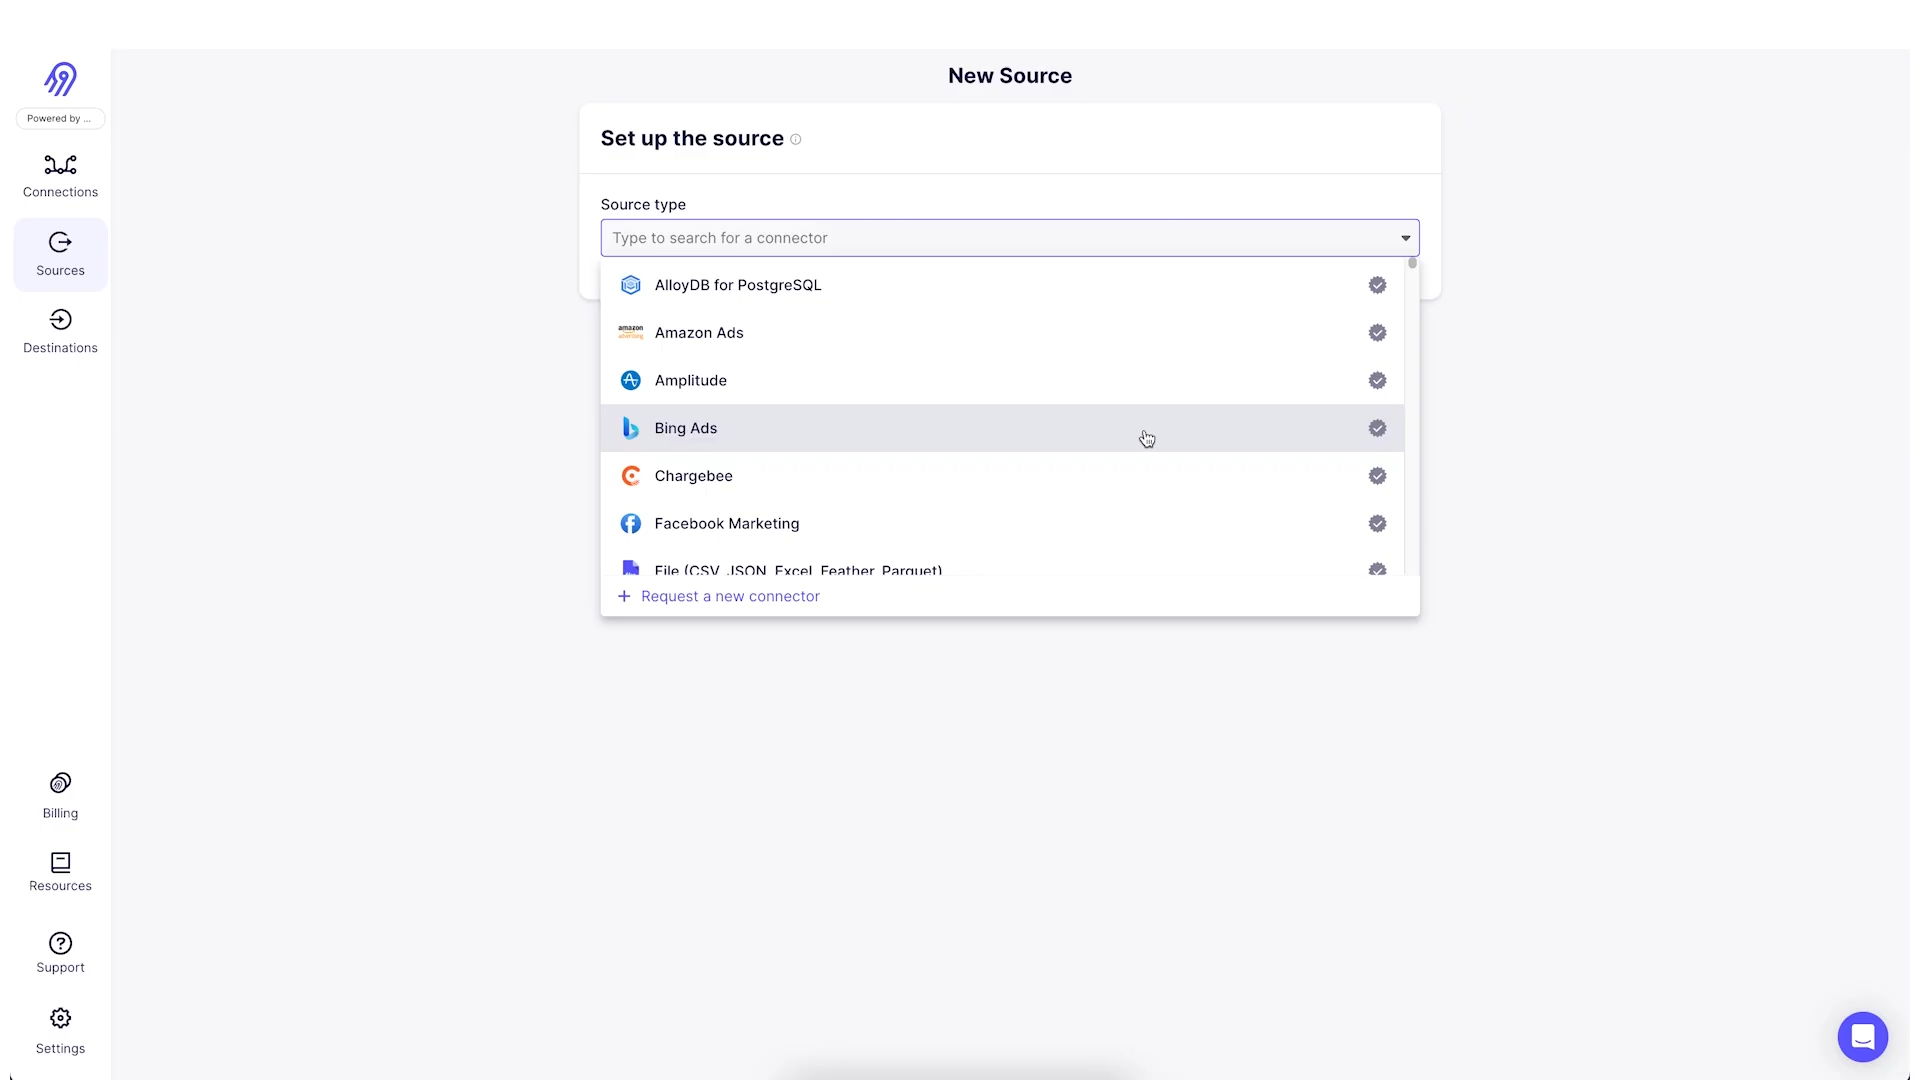 New Source
Powered by ...
Set up the source
Connections
Source type
Type to search for a connector
Sources
AlloyDB for PostgreSQL
amazon
advertising
Amazon Ads
Destinations
Amplitude
Bing Ads
Chargebee
Facebook Marketing
File (CSV, JSON, Excel, Feather, Parquet)
+ Request a new connector
Billing
Resources
Support
Settings